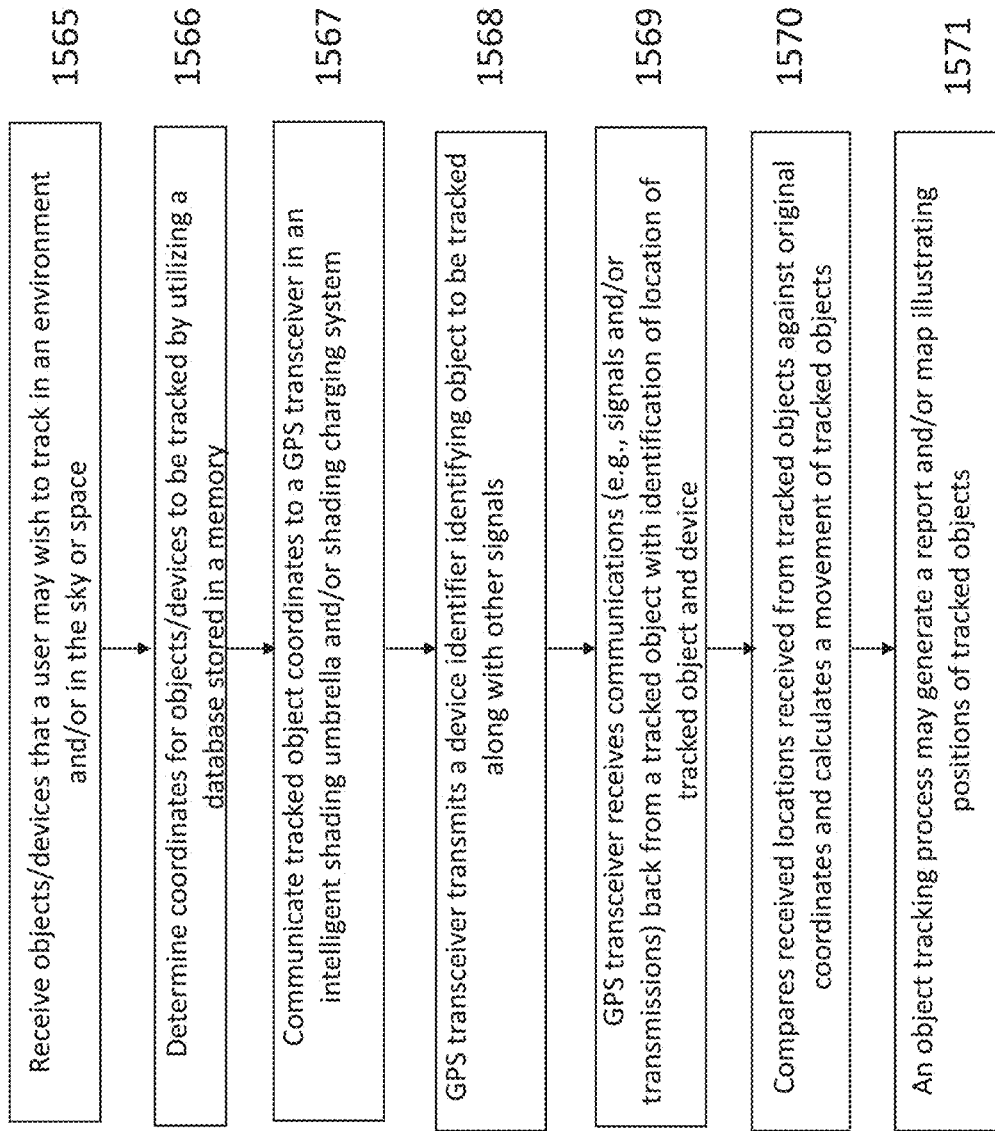 Receive objects/devices that a user may wish to track in an environment
and/or in the sky or space
1565
Determine coordinates for objects/devices to be tracked by utilizing a
database stored in a memory
1566
Communicate tracked object coordinates to a GPS transceiver in an
intelligent shading umbrella and/or shading charging system
1567
GPS transceiver transmits a device identifier identifying object to be tracked
along with other signals
1568
GPS transceiver receives communications (e.g., signals and/or
transmissions) back from a tracked object with identification of location of
tracked object and device
1569
Compares received locations received from tracked objects against original
coordinates and calculates a movement of tracked objects
1570
An object tracking process may generate a report and/or map illustrating
positions of tracked objects
1571